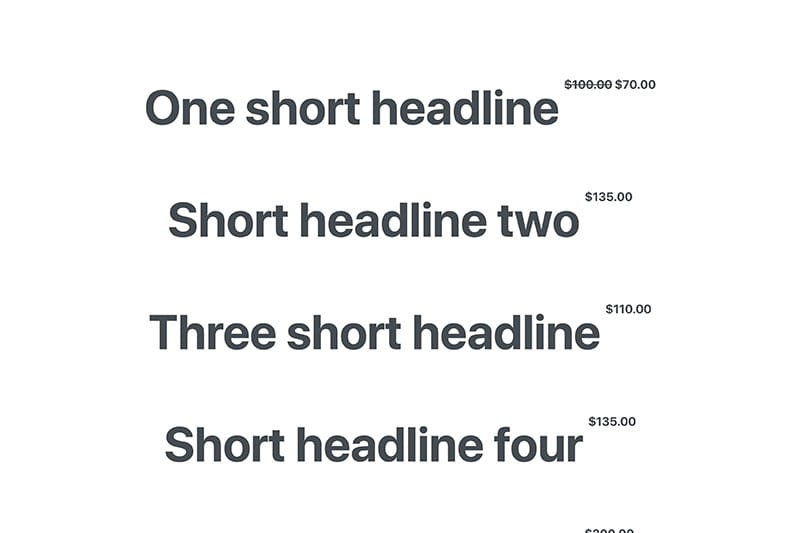 One short headline $100.00 $70.00
Short headline two $135.00
Three short headline $110.00
Short headline four $135.00